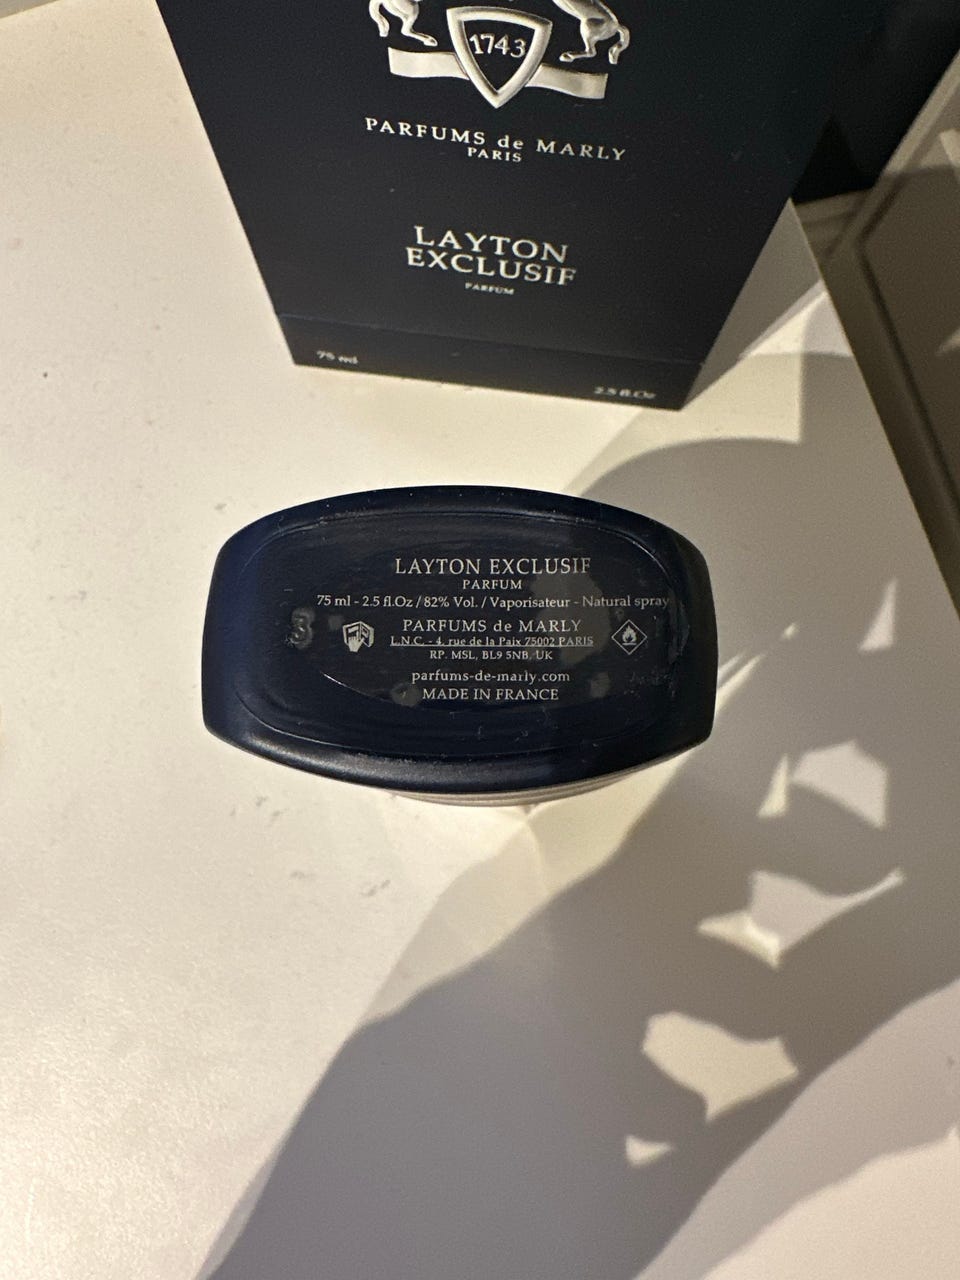 1743
PARFUMS de MARLY
PARIS
LAYTON
EXCLUSIF
PARFUM
75 ml
2.5 fl.Oz
LAYTON EXCLUSIF
PARFUM
75 ml - 2.5 fl.Oz / 82% Vol. / Vaporisateur - Natural spray
3
PARFUMS de MARLY
L.N.C. - 4, rue de la Paix 75002 PARIS
RP. MSL, BL9 5NB, UK
parfums-de-marly.com
MADE IN FRANCE